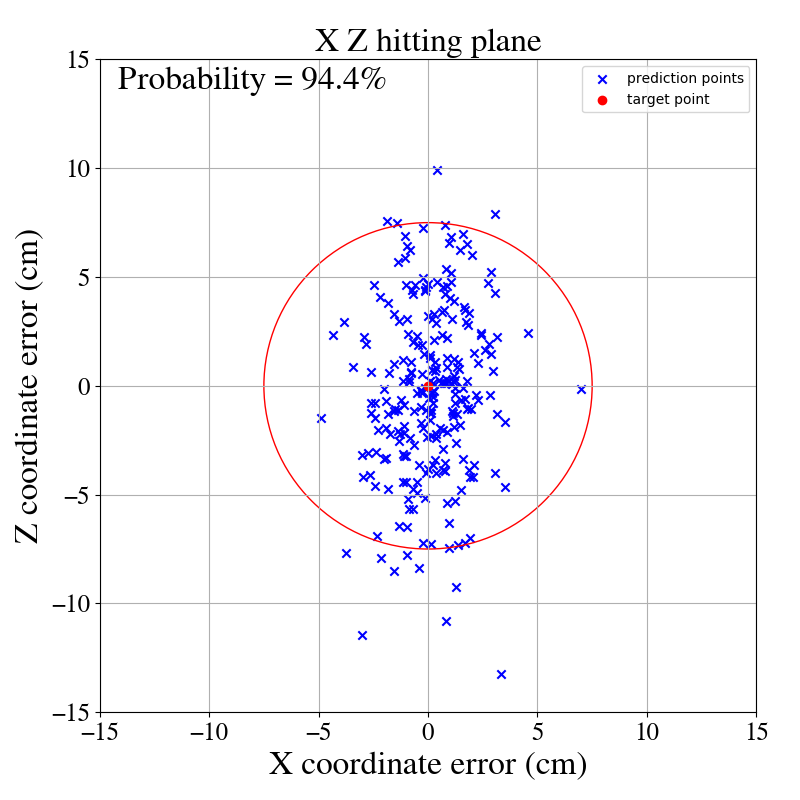 X Z hitting plane
Probability = 94.4%
prediction points
target point
Z coordinate error (cm)
15
10
5
0
−5
−10
−15
−15
−10
−5
0
5
10
15
X coordinate error (cm)